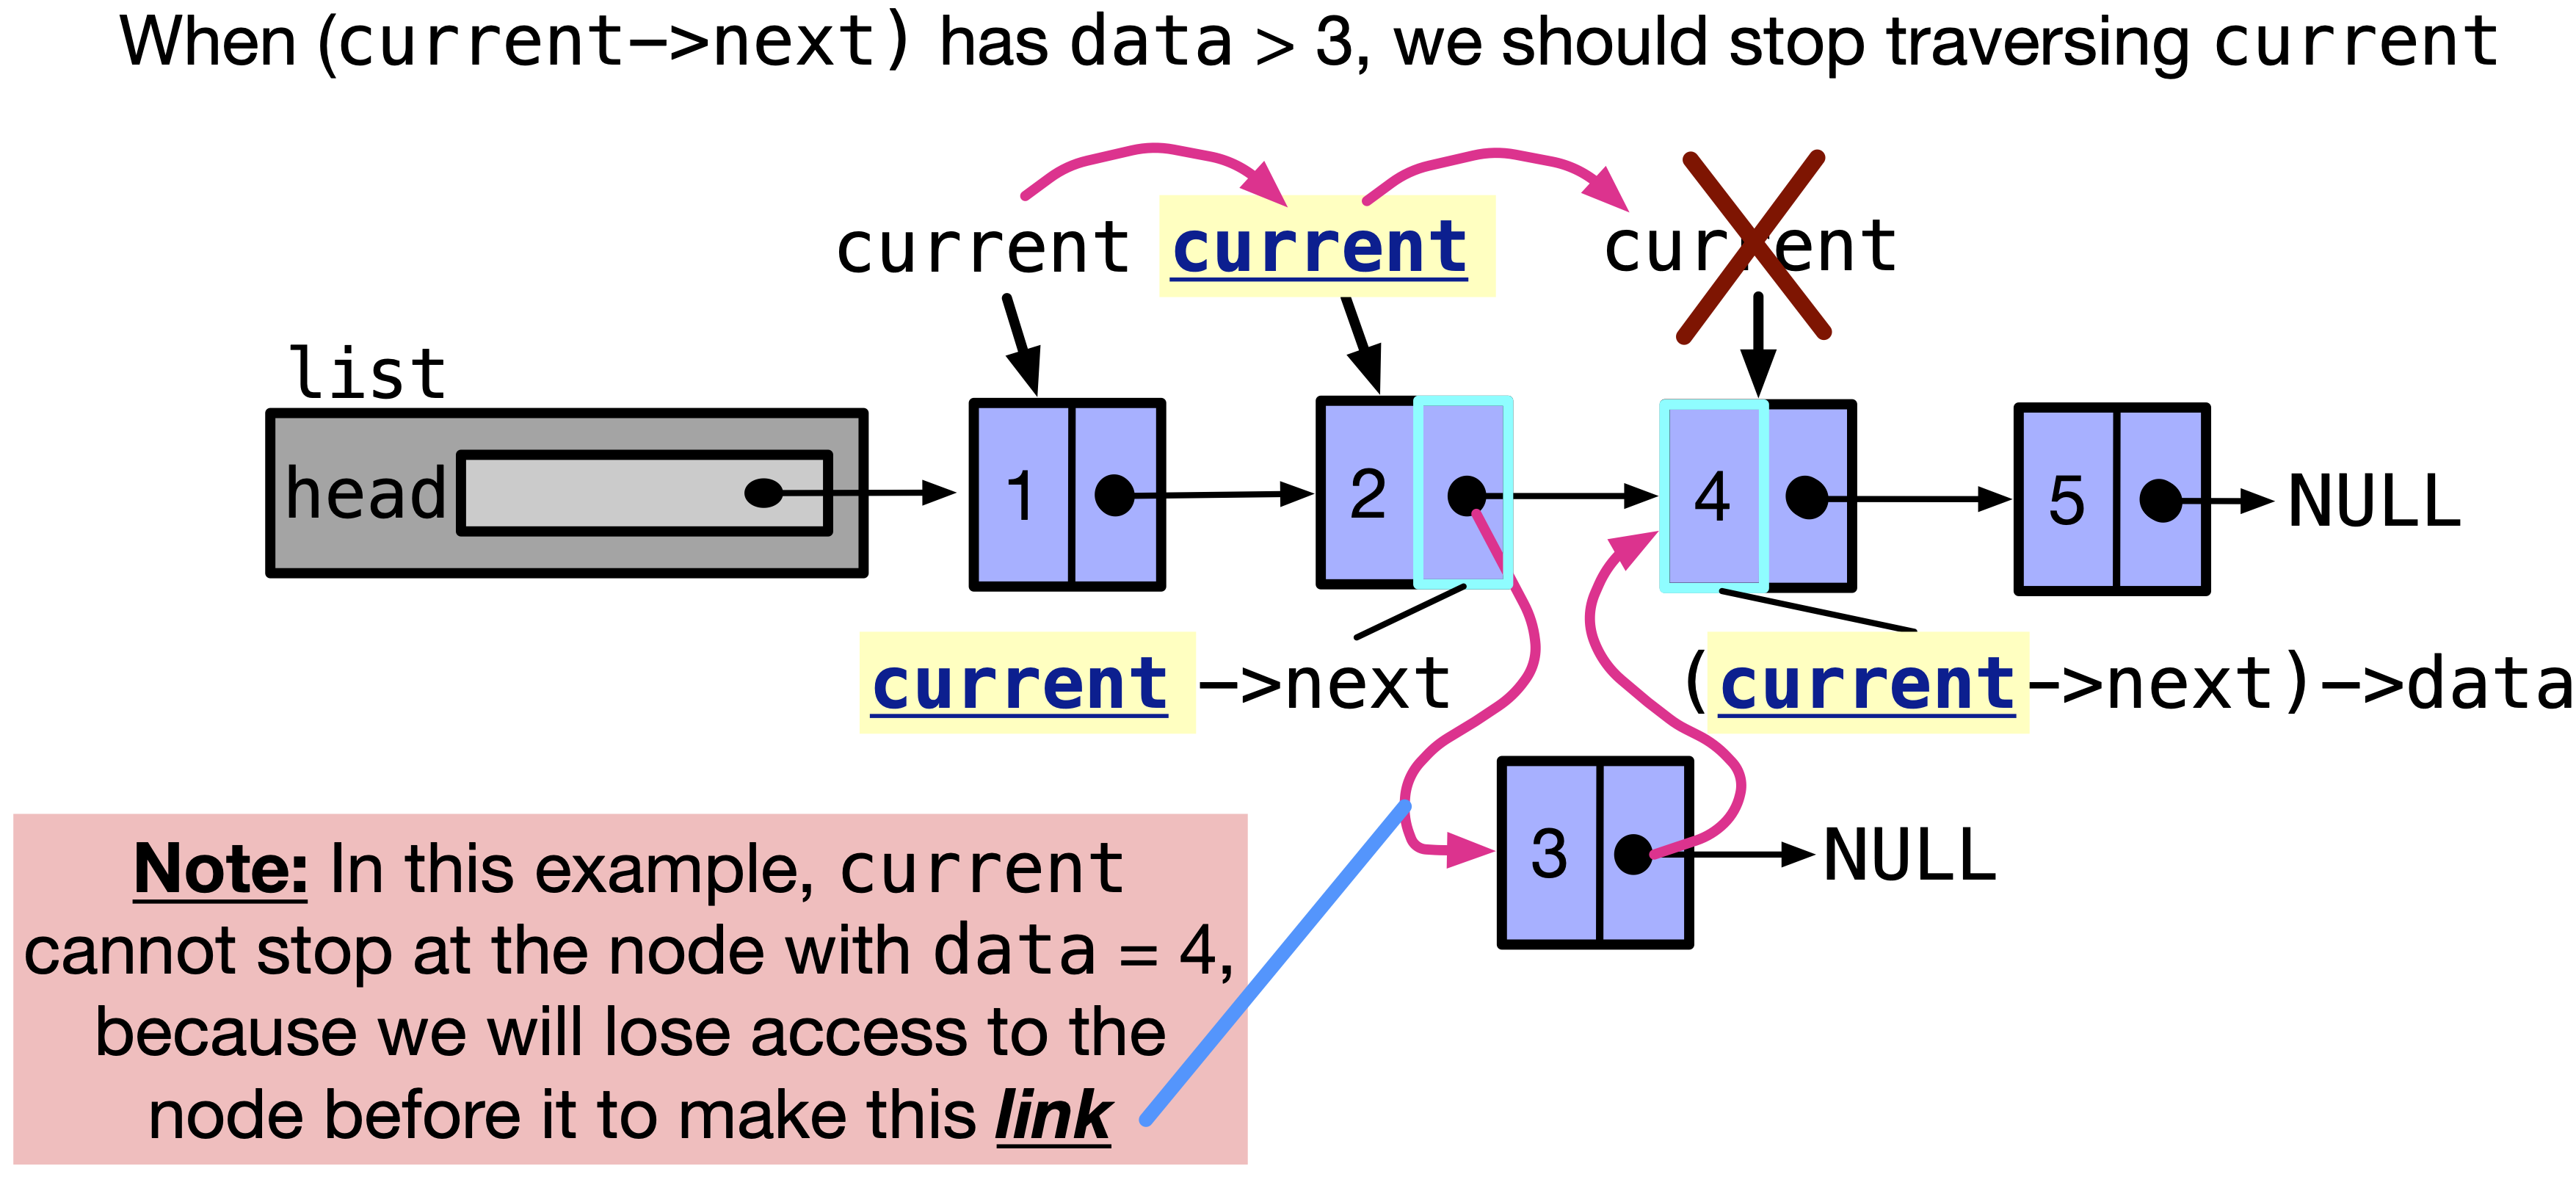 When (current->next) has data > 3, we should stop traversing current
current current current
list
head 1 2 4 5 NULL
current->next (current->next)->data
3 NULL
Note: In this example, current
cannot stop at the node with data = 4,
because we will lose access to the
node before it to make this link